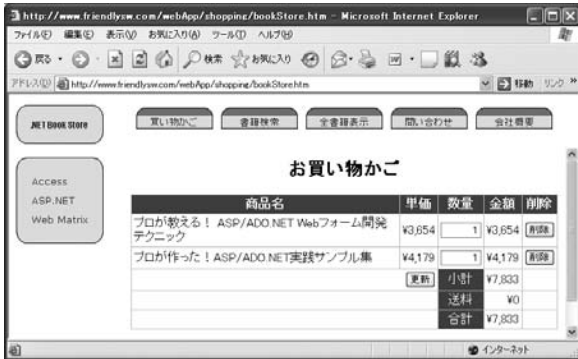 http://www.friendlysw.com/webApp/shopping/bookStore.htm - Microsoft Internet Explorer
ファイル(F) 編集(E) 表示(V) お気に入り(A) ツール(T) ヘルプ(H)
戻る 検索 お気に入り
アドレス(D) http://www.friendlysw.com/webApp/shopping/bookStore.htm 移動 リンク »
.NET Book Store 買い物かご 書籍検索 全書籍表示 問い合わせ 会社概要
Access
ASP.NET
Web Matrix
お買い物かご
商品名 単価 数量 金額 削除
プロが教える! ASP/ADO.NET Webフォーム開発
テクニック ¥3,654 1 ¥3,654 削除
プロが作った!ASP/ADO.NET実践サンプル集 ¥4,179 1 ¥4,179 削除
更新 小計 ¥7,833
送料 ¥0
合計 ¥7,833
インターネット